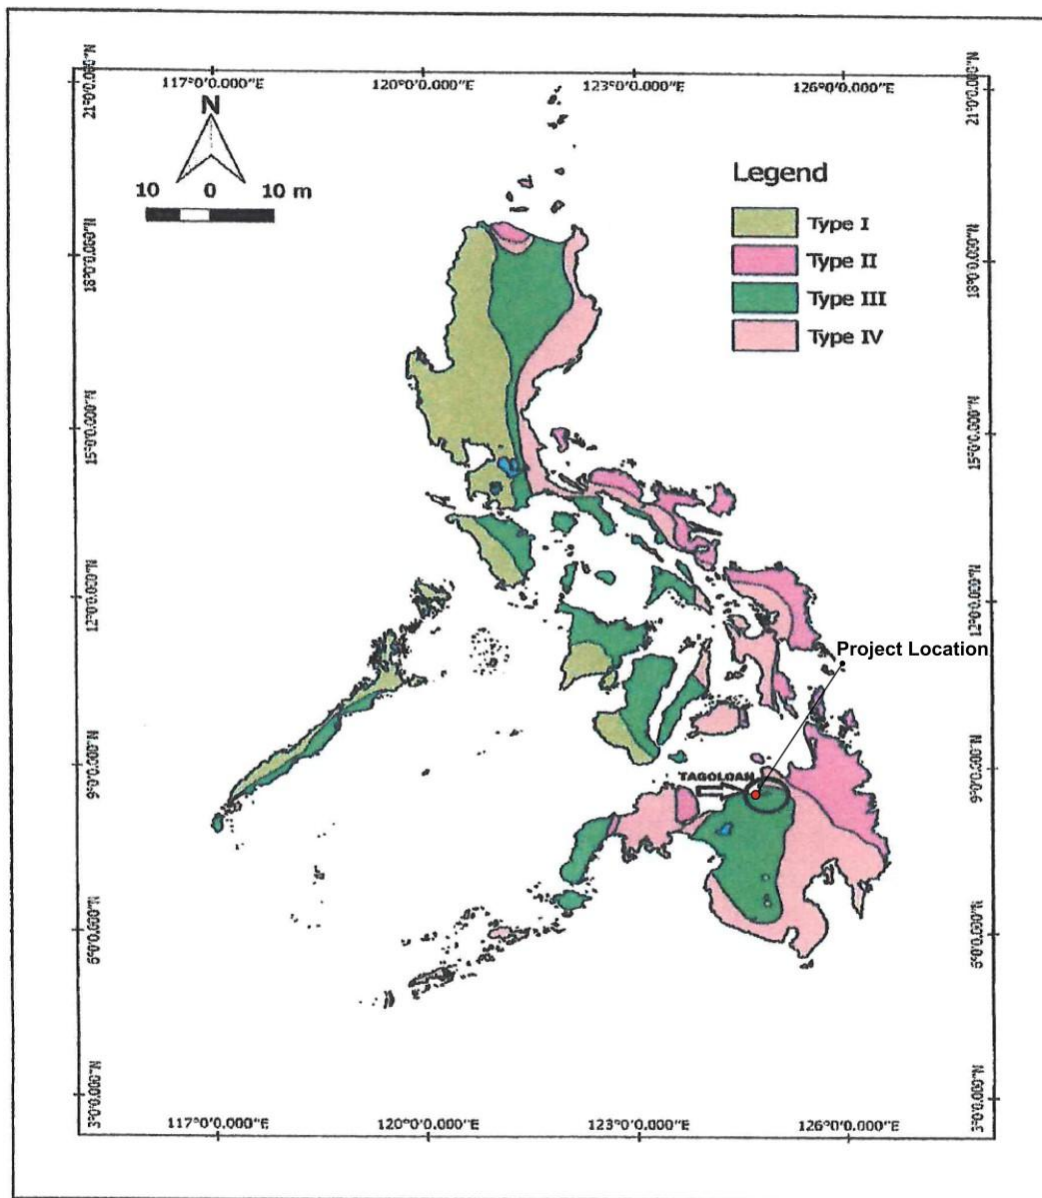 117°0'0.000"E 120°0'0.000"E 123°0'0.000"E 126°0'0.000"E
21°0'0.000"N
21°0'0.000"N
N
10 0 10 m
Legend
Type I
Type II
Type III
Type IV
18°0'0.000"N
18°0'0.000"N
15°0'0.000"N
15°0'0.000"N
12°0'0.000"N
12°0'0.000"N
Project Location
9°0'0.000"N
9°0'0.000"N
TAGOLOAN
6°0'0.000"N
6°0'0.000"N
3°0'0.000"N
3°0'0.000"N
117°0'0.000"E 120°0'0.000"E 123°0'0.000"E 126°0'0.000"E